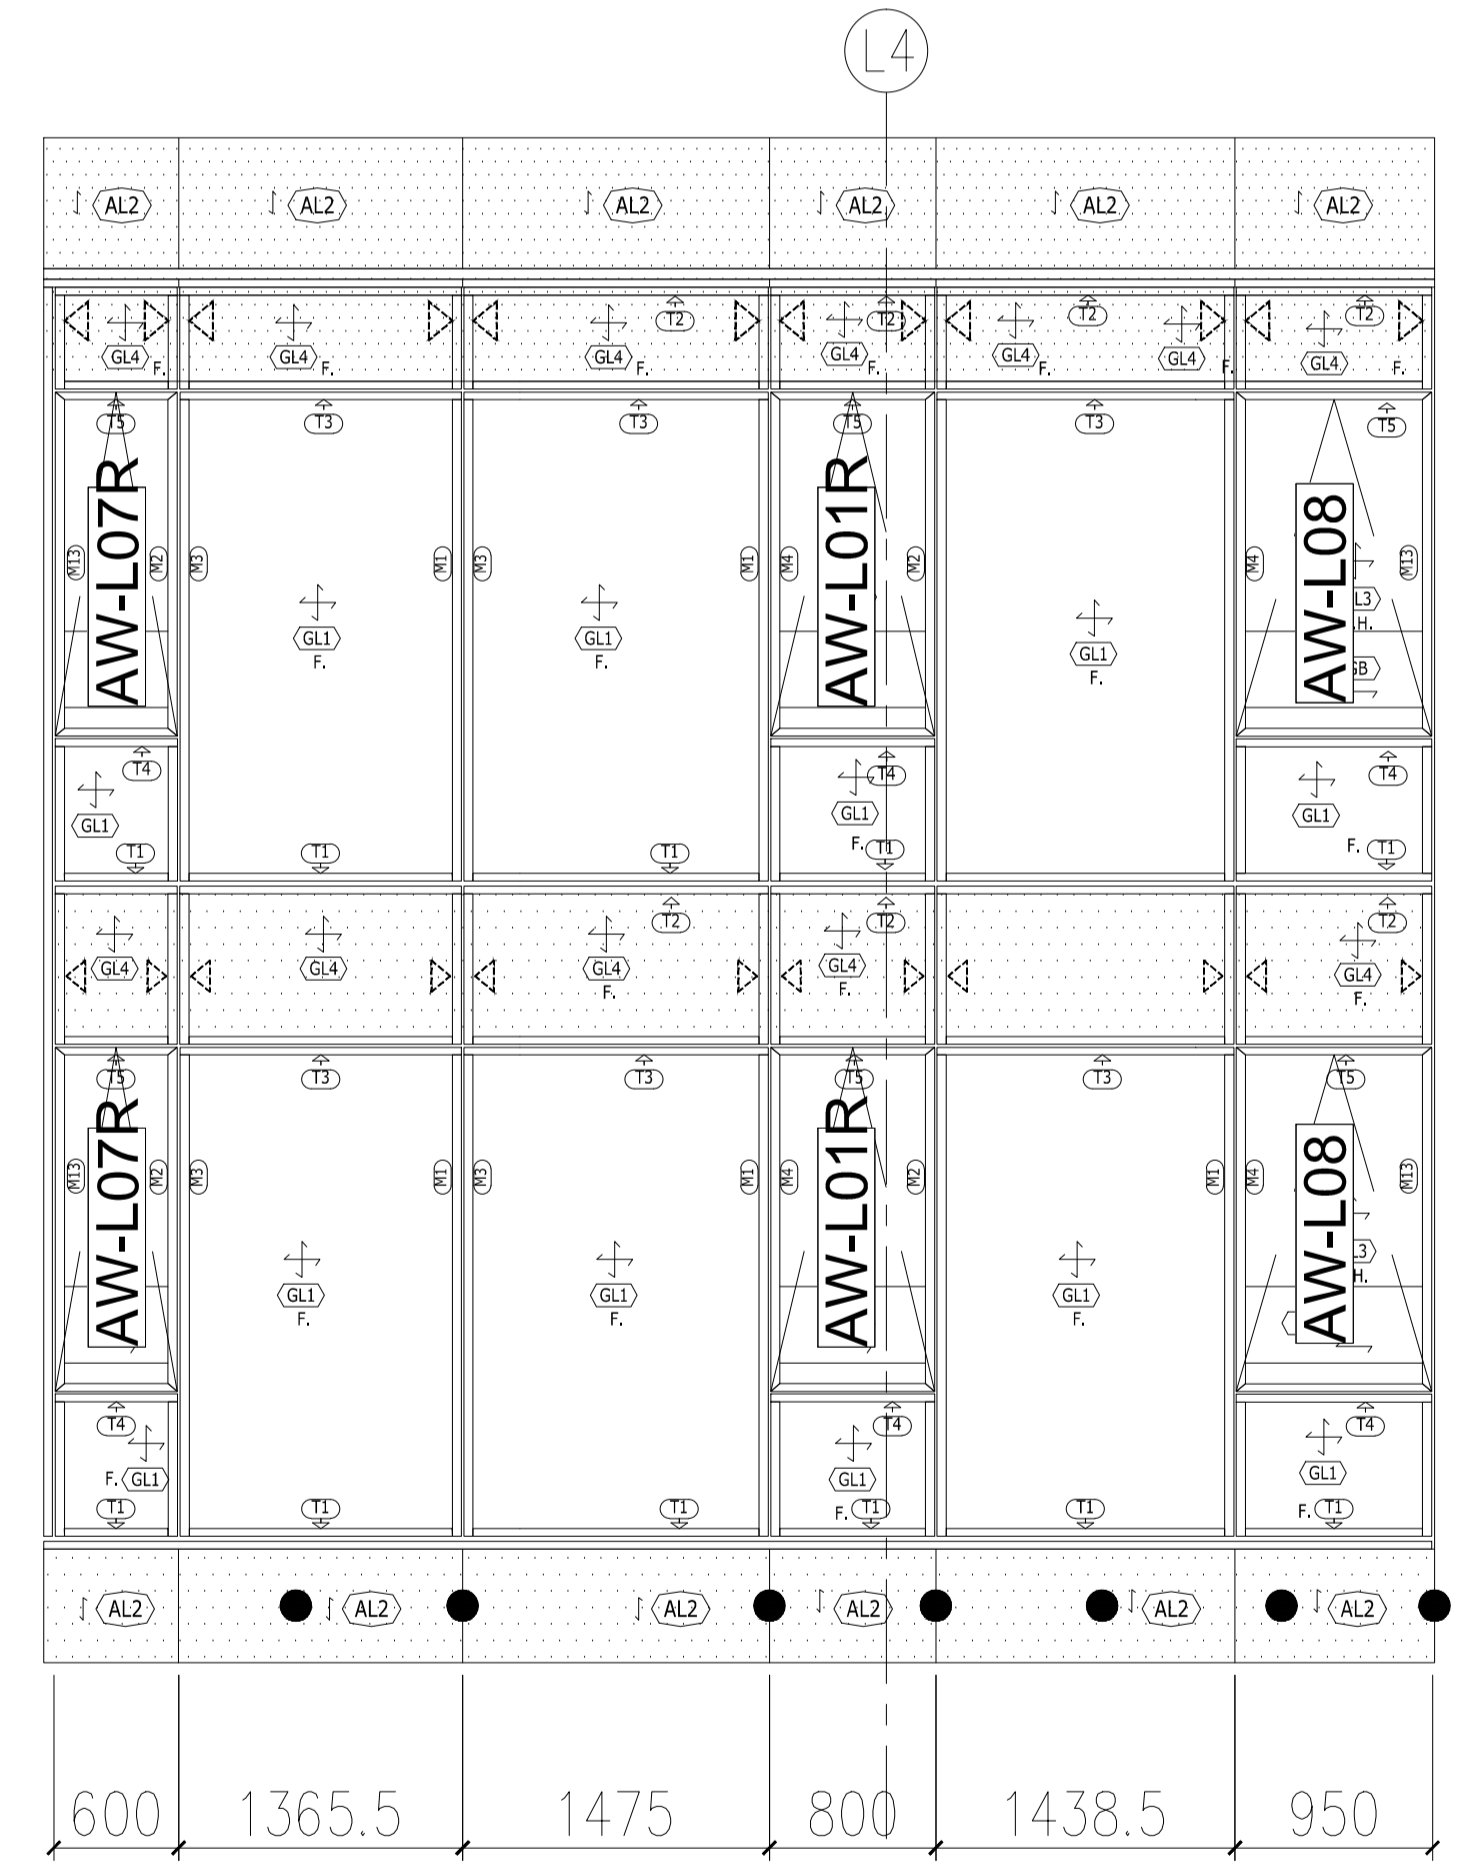 L4
AL2 AL2 AL2 AL2 AL2 AL2
T2 T2 T2 T2
GL4 GL4 GL4 GL4 GL4 GL4 GL4
F. F. F. F. F. F. F.
T5 T3 T3 T5 T3 T5
AW-L07R AW-L01R AW-L08
M13 M2 M3 M1 M3 M1 M4 M2 M4 M13
L3
.H.
GL1 GL1 GL1
F. F. F.
T4 T4 T4
GL1 GL1 GL1
F. F.
T1 T1 T1 T1 T1
T2 T2 T2
GL4 GL4 GL4 GL4 GL4
F. F. F.
T5 T3 T3 T5 T3 T5
AW-L07R AW-L01R AW-L08
M13 M2 M3 M1 M3 M1 M4 M2 M1 M4 M13
H.
GL1 GL1 GL1
F. F. F.
T4 T4 T4
F. GL1 GL1 GL1
T1 T1 T1 F. T1 T1 F. T1
AL2 AL2 AL2 AL2 AL2 AL2
600 1365.5 1475 800 1438.5 950